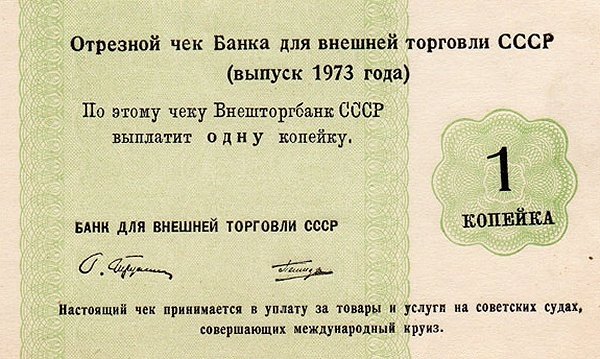 Отрезной чек Банка для внешней торговли СССР
(выпуск 1973 года)
По этому чеку Внешторгбанк СССР
выплатит одну копейку.
1
КОПЕЙКА
БАНК ДЛЯ ВНЕШНЕЙ ТОРГОВЛИ СССР
Настоящий чек принимается в уплату за товары и услуги на советских судах,
совершающих международный круиз.